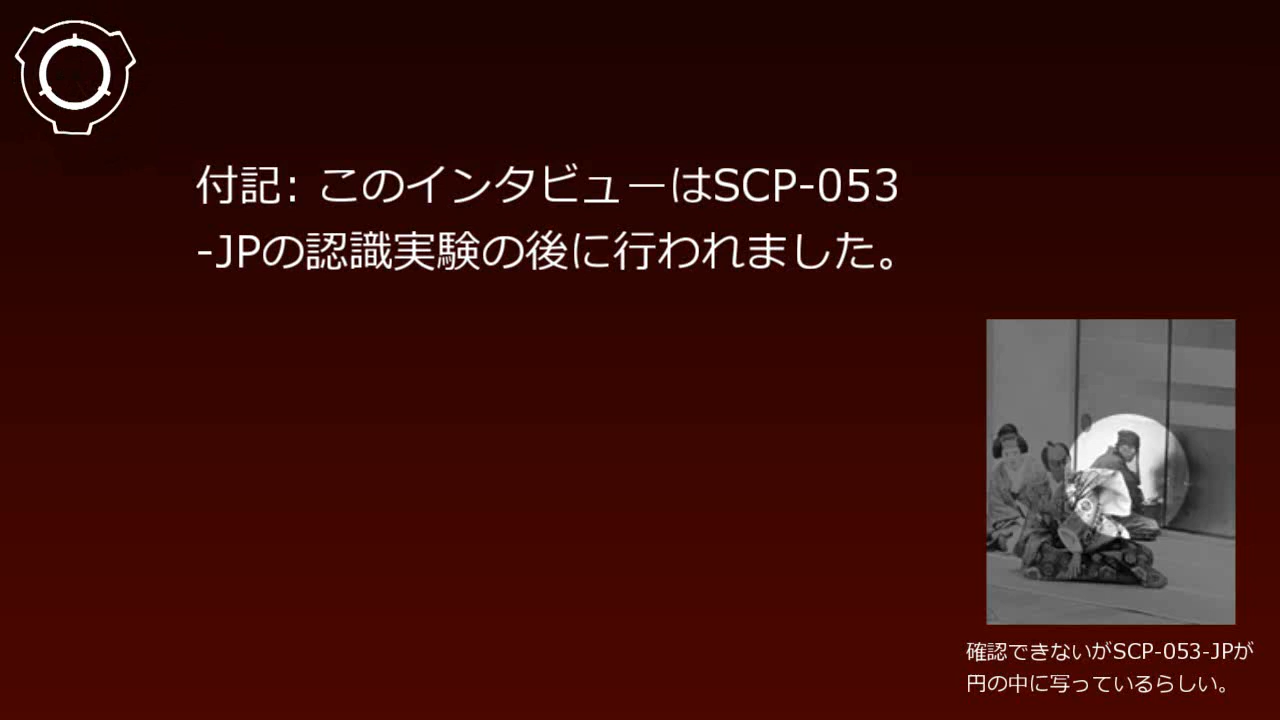 付記: このインタビューはSCP-053
-JPの認識実験の後に行われました。
確認できないがSCP-053-JPが
円の中に写っているらしい。